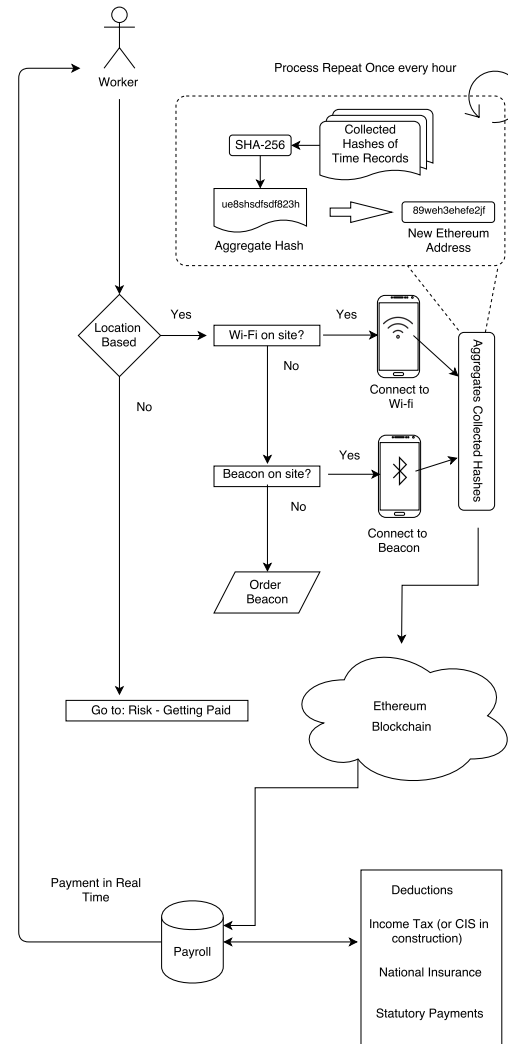 Worker
Process Repeat Once every hour
Collected
Hashes of
Time Records
SHA-256
ue8shsdfsdf823h
Aggregate Hash
89weh3ehefe2jf
New Ethereum
Address
Location
Based
Yes
Wi-Fi on site?
Yes
Connect to
Wi-fi
Aggregates Collected Hashes
No
No
Beacon on site?
Yes
Connect to
Beacon
No
Order
Beacon
Go to: Risk - Getting Paid
Ethereum
Blockchain
Payment in Real
Time
Payroll
Deductions
Income Tax (or CIS in
construction)
National Insurance
Statutory Payments